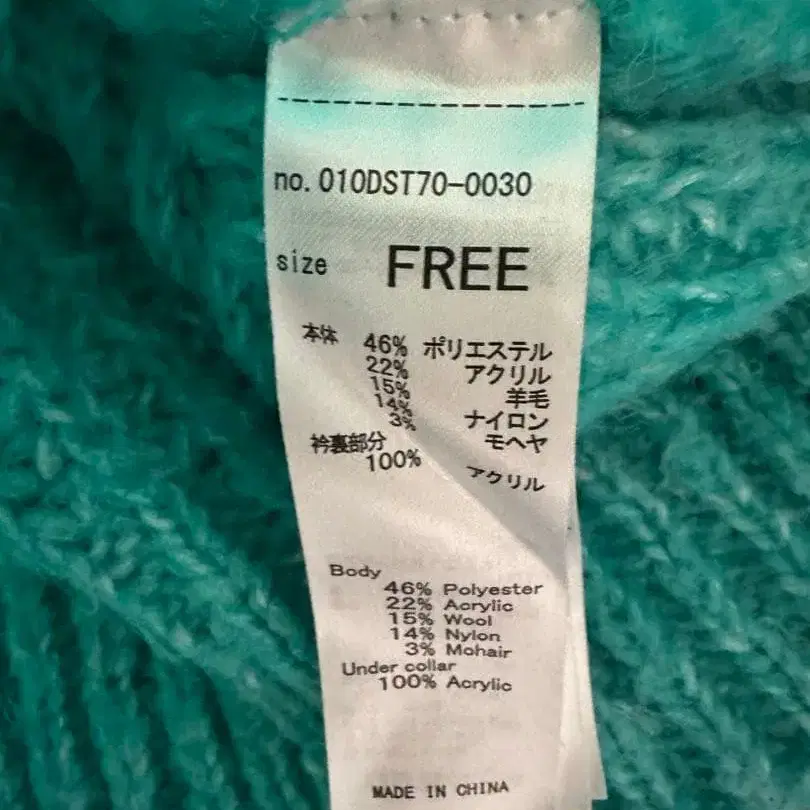 no.010DST70-0030
size FREE
本体 46% ポリエステル
22% アクリル
15% 羊毛
14% ナイロン
3% モヘヤ
衿裏部分
100% アクリル
Body
46% Polyester
22% Acrylic
15% Wool
14% Nylon
3% Mohair
Under collar
100% Acrylic
MADE IN CHINA